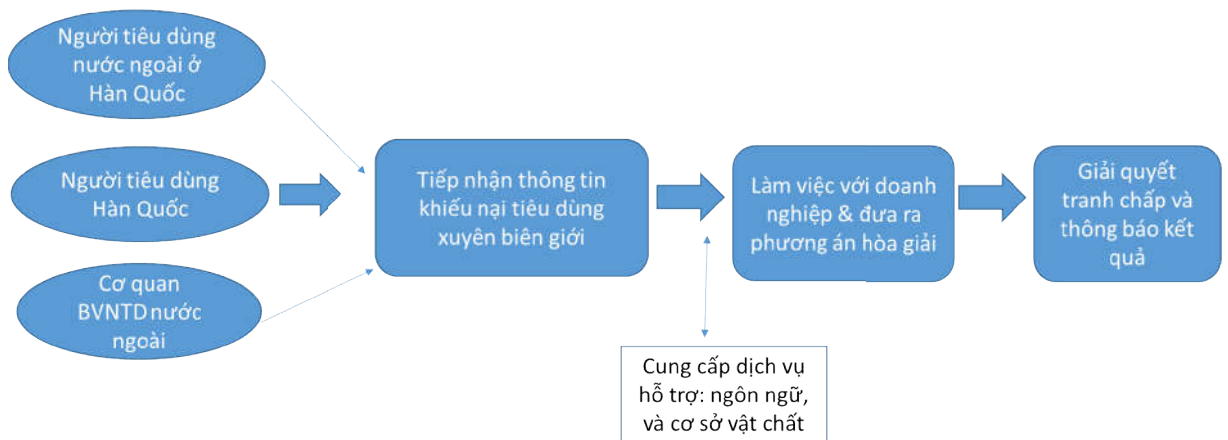 Người tiêu dùng
nước ngoài ở
Hàn Quốc
Người tiêu dùng
Hàn Quốc
Cơ quan
BVNTD nước
ngoài
Tiếp nhận thông tin
khiếu nại tiêu dùng
xuyên biên giới
Làm việc với doanh
nghiệp & đưa ra
phương án hòa giải
Giải quyết
tranh chấp và
thông báo kết
quả
Cung cấp dịch vụ
hỗ trợ: ngôn ngữ,
và cơ sở vật chất